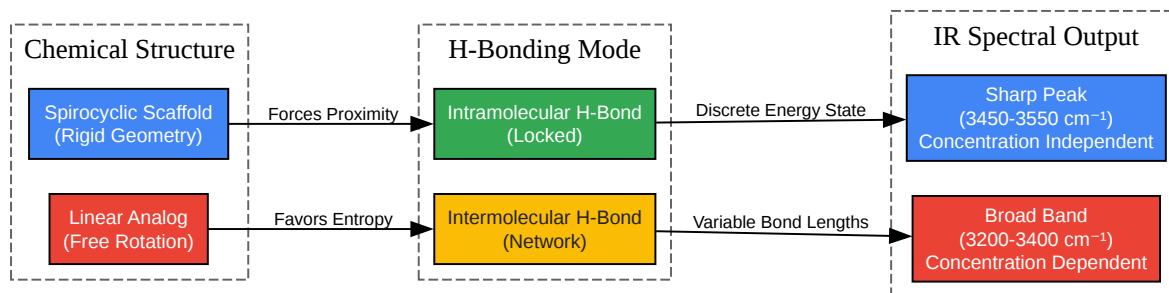 Chemical Structure
Spirocyclic Scaffold
(Rigid Geometry)
Linear Analog
(Free Rotation)
Forces Proximity
Favors Entropy
H-Bonding Mode
Intramolecular H-Bond
(Locked)
Intermolecular H-Bond
(Network)
Discrete Energy State
Variable Bond Lengths
IR Spectral Output
Sharp Peak
(3450-3550 cm⁻¹)
Concentration Independent
Broad Band
(3200-3400 cm⁻¹)
Concentration Dependent